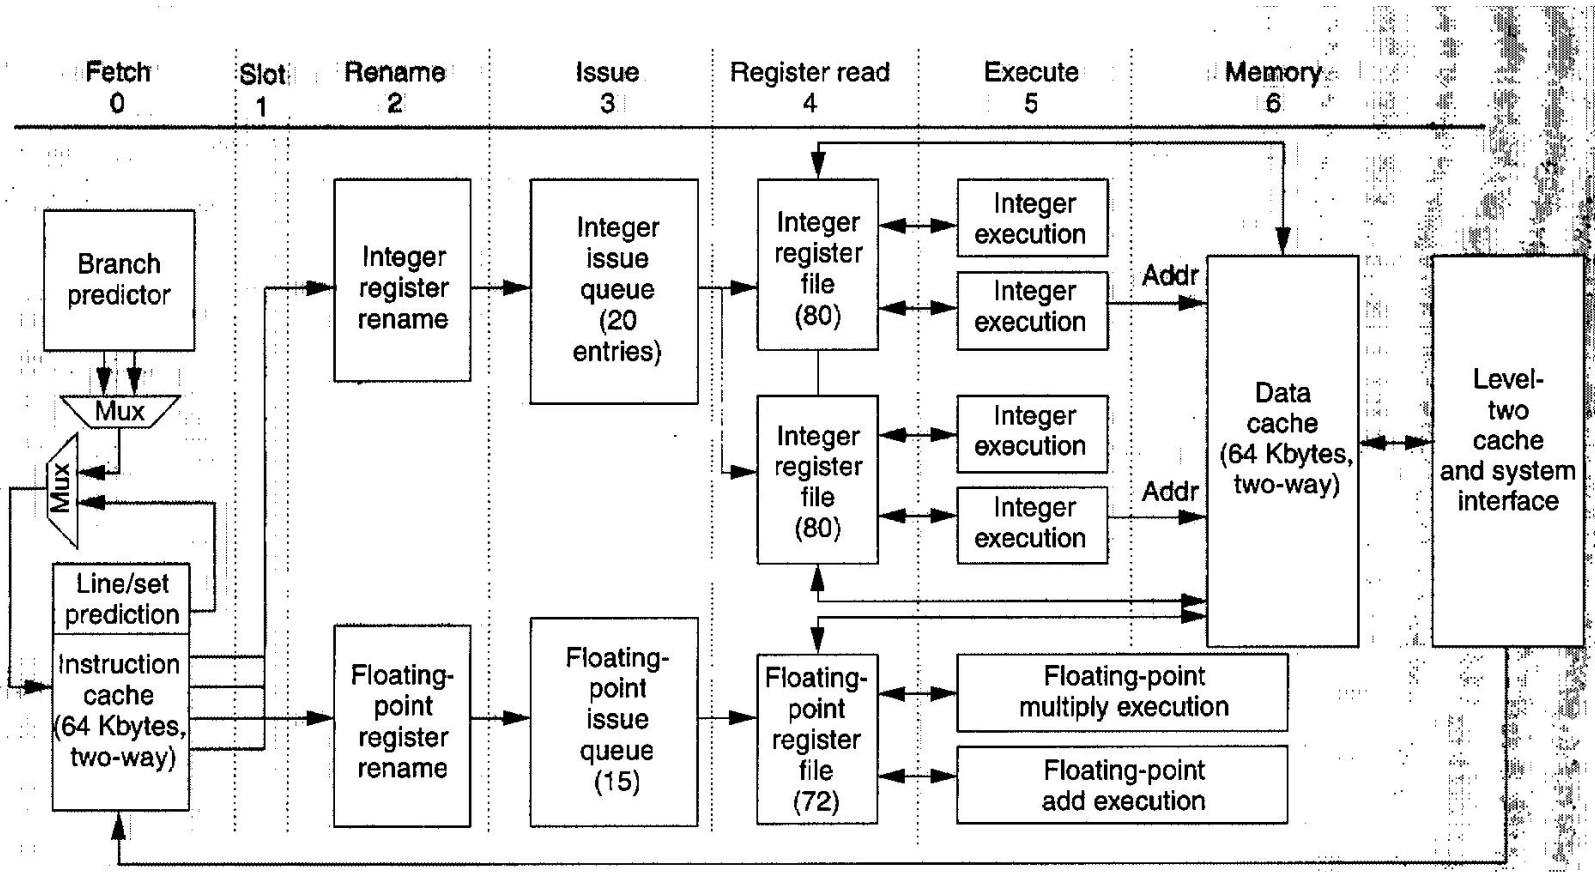 Fetch
0
Slot
1
Rename
2
Issue
3
Register read
4
Execute
5
Memory
6
Branch
predictor
Mux
Mux
Line/set
prediction
Instruction
cache
(64 Kbytes,
two-way)
Integer
register
rename
Integer
issue
queue
(20
entries)
Integer
register
file
(80)
Integer
execution
Integer
execution
Addr
Integer
register
file
(80)
Integer
execution
Integer
execution
Addr
Data
cache
(64 Kbytes,
two-way)
Level-
two
cache
and system
interface
Floating-
point
register
rename
Floating-
point
issue
queue
(15)
Floating-
point
register
file
(72)
Floating-point
multiply execution
Floating-point
add execution